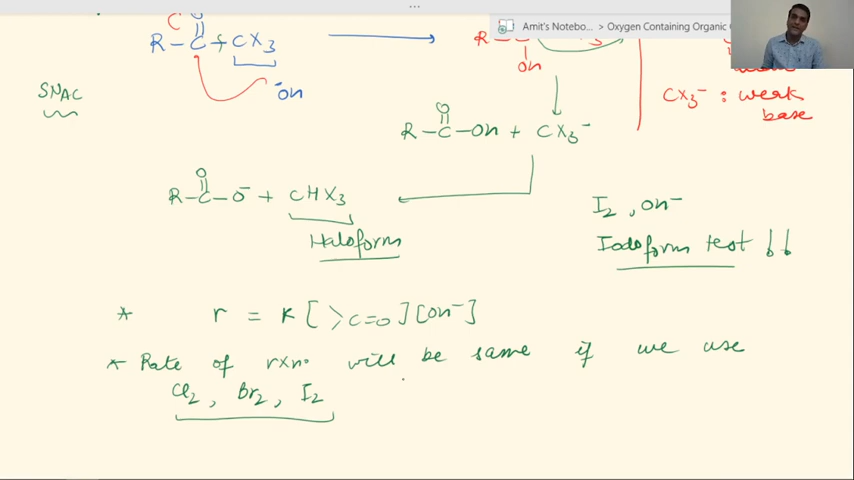 Amit's Notebo... > Oxygen Containing Organic
O
R-C+CX3
SNAC
⁻OH
OH
CX3⁻ : weak
base
O
R-C-OH + CX3⁻
O
R-C-O⁻ + CHX3
Haloform
I2, OH⁻
Iodoform test !!
* r = K[>C=O][OH⁻]
* Rate of rxn. will be same if we use
Cl2, Br2, I2